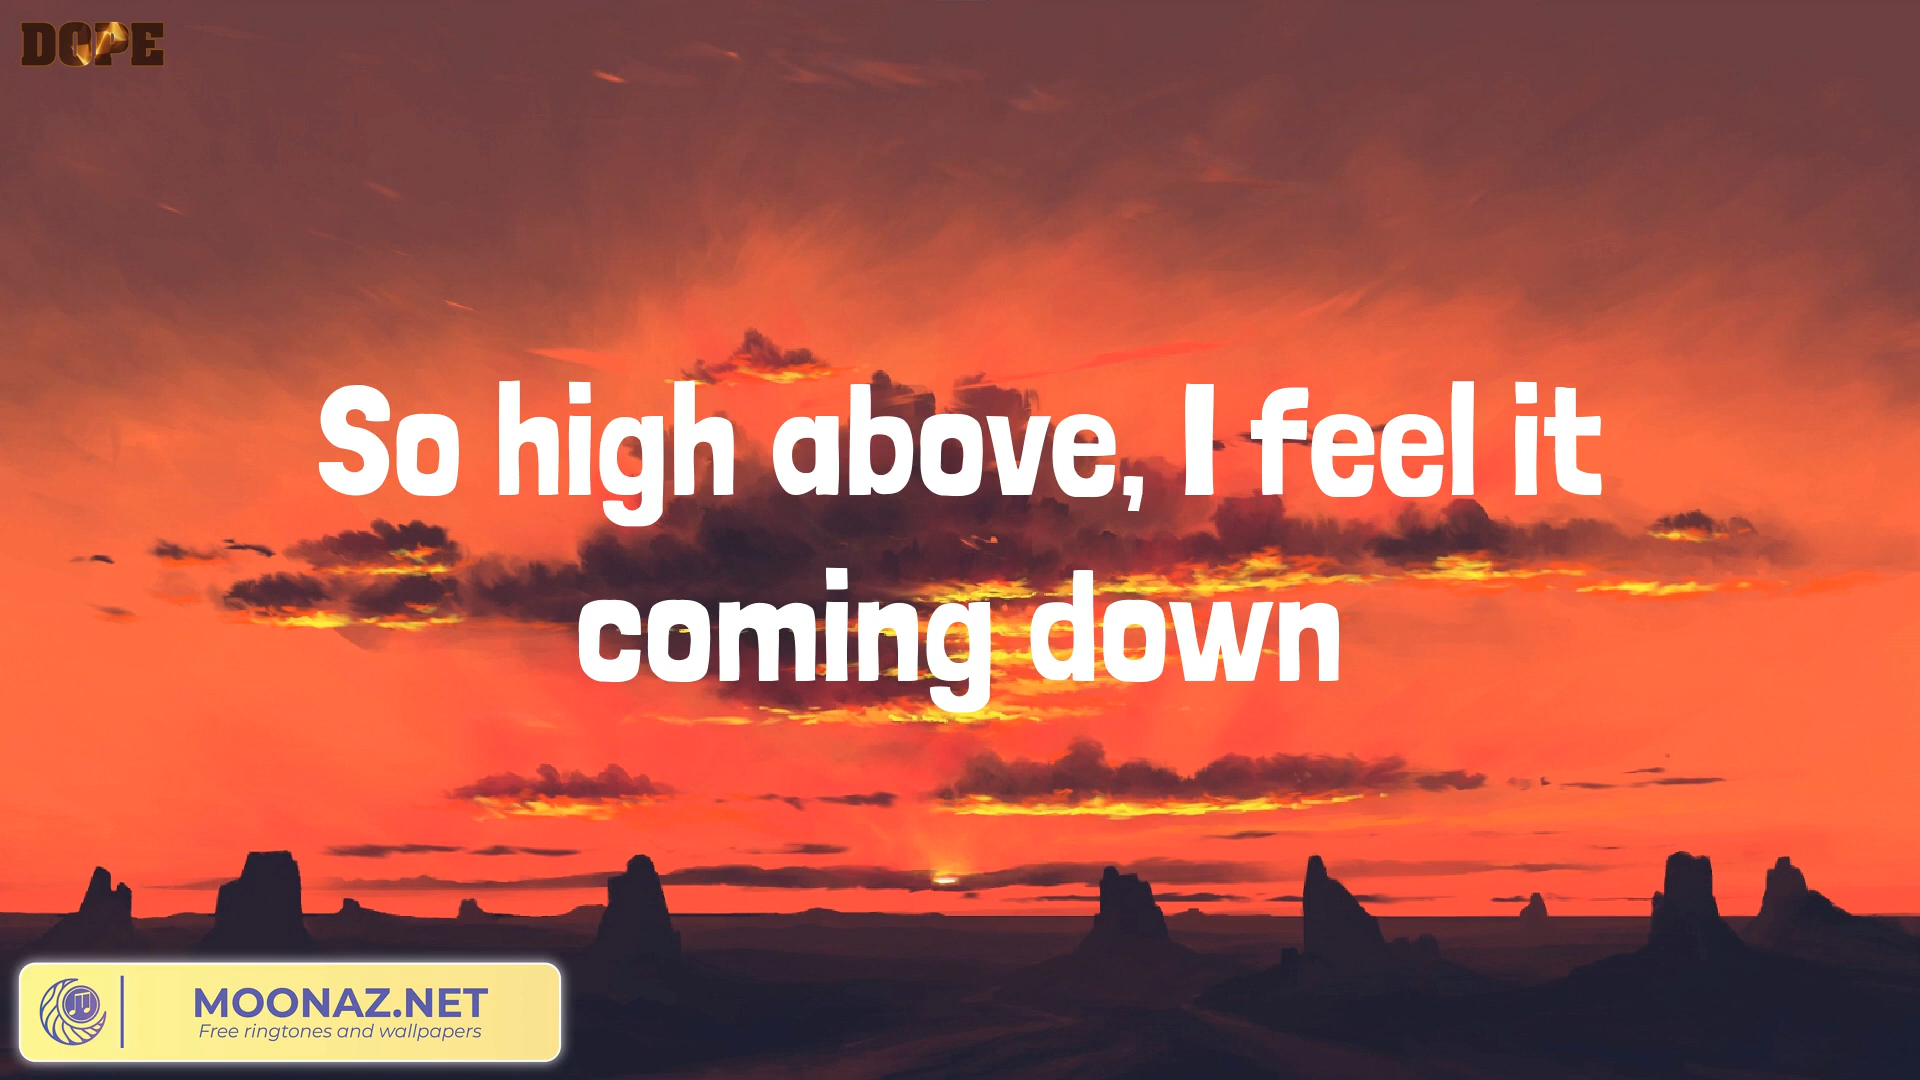 DOPE
So high above, I feel it
coming down
MOONAZ.NET
Free ringtones and wallpapers